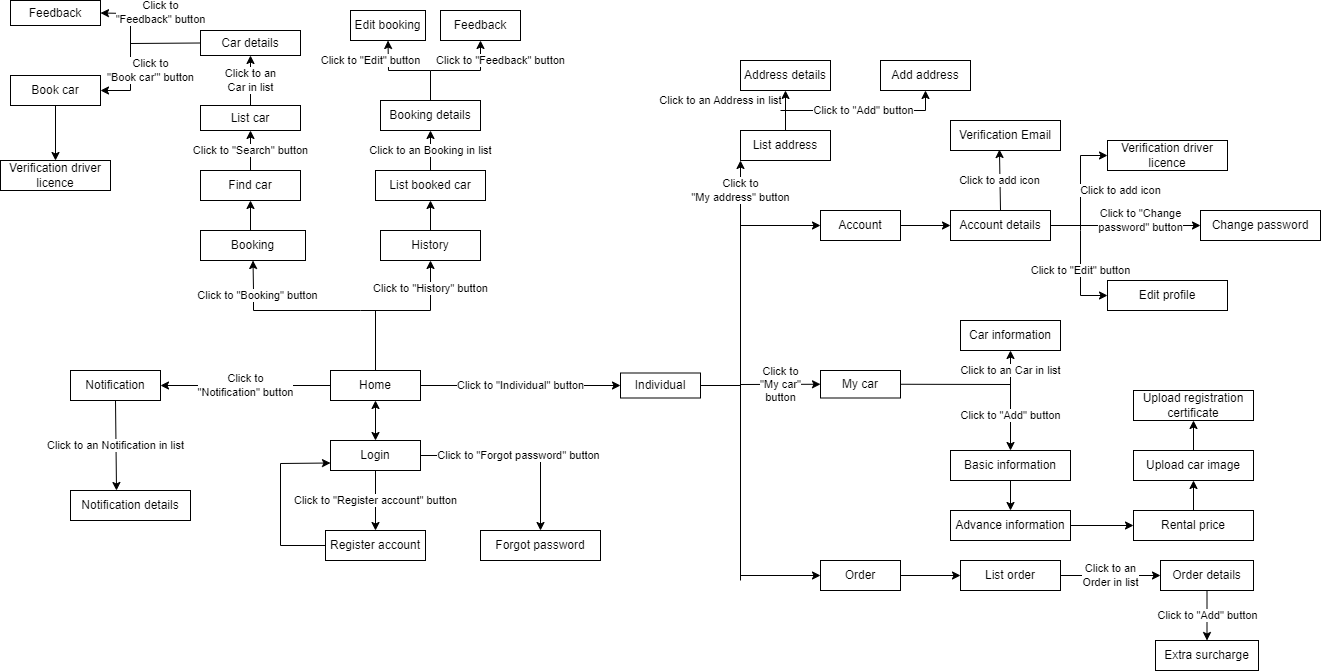 Feedback
Click to
"Feedback" button
Car details
Click to
"Book car'" button
Book car
Click to an
Car in list
List car
Verification driver
licence
Click to "Search" button
Find car
Booking
Click to "Booking" button
Edit booking
Feedback
Click to "Edit" button
Click to "Feedback" button
Booking details
Click to an Booking in list
List booked car
History
Click to "History" button
Address details
Add address
Click to an Address in list
Click to "Add" button
List address
Click to
"My address" button
Verification Email
Click to add icon
Verification driver
licence
Click to add icon
Account
Account details
Click to "Change
password" button
Change password
Click to "Edit" button
Edit profile
Notification
Click to
"Notification" button
Home
Click to "Individual" button
Individual
Click to
"My car"
button
My car
Car information
Click to an Car in list
Click to "Add" button
Basic information
Advance information
Upload registration
certificate
Upload car image
Rental price
Click to an Notification in list
Notification details
Login
Click to "Forgot password" button
Click to "Register account" button
Register account
Forgot password
Order
List order
Click to an
Order in list
Order details
Click to "Add" button
Extra surcharge